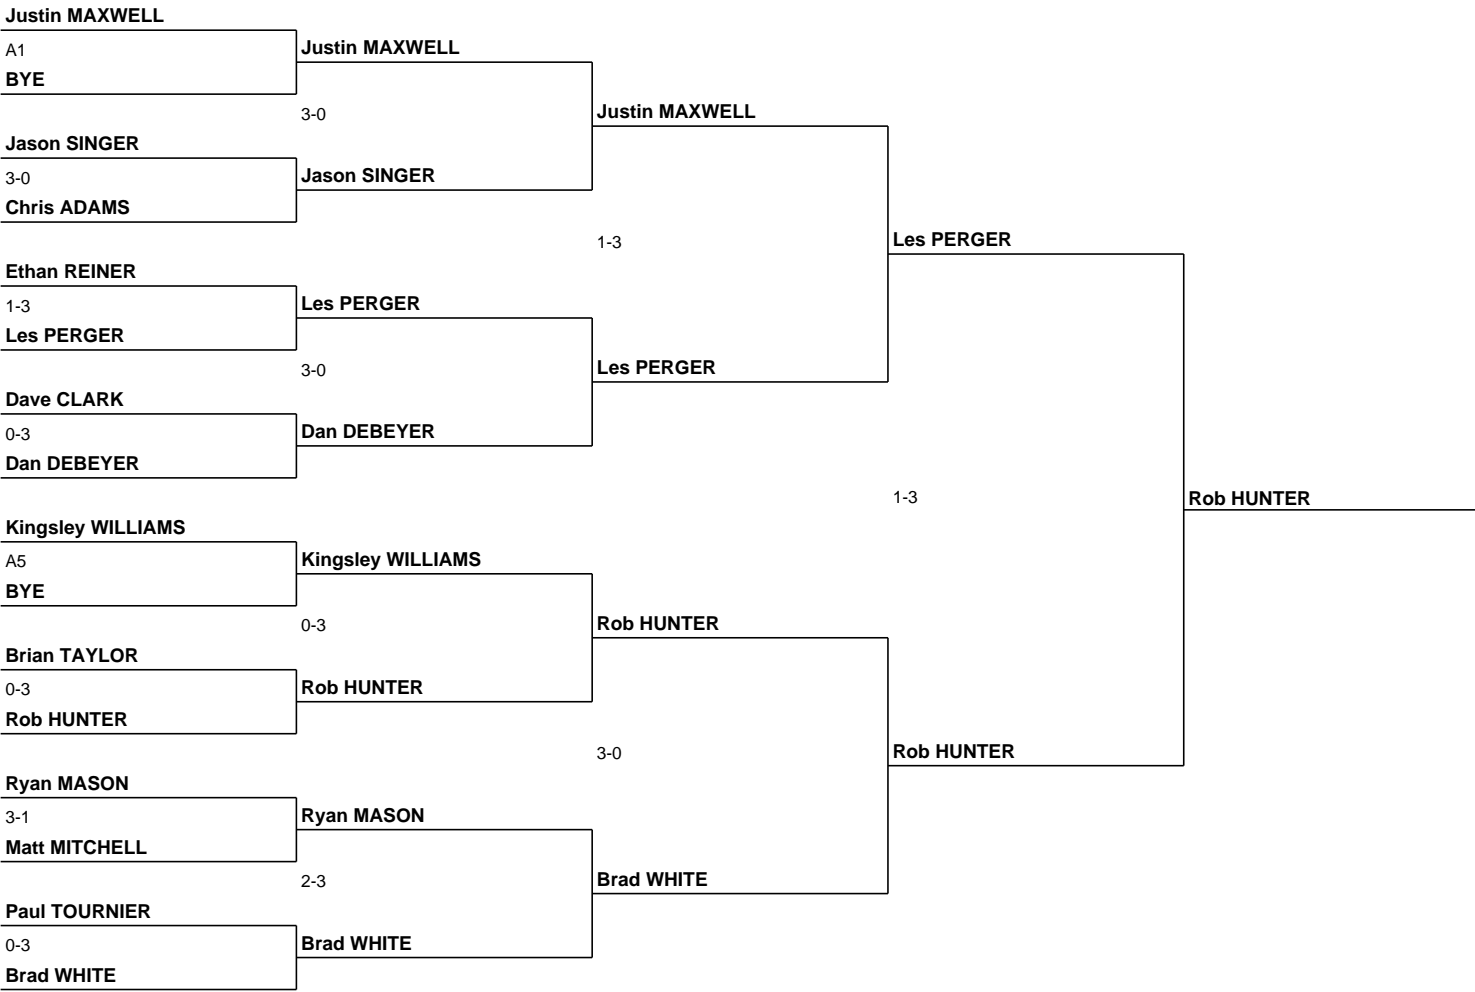 Justin MAXWELL
A1
BYE
Jason SINGER
3-0
Chris ADAMS
Ethan REINER
1-3
Les PERGER
Dave CLARK
0-3
Dan DEBEYER
Kingsley WILLIAMS
A5
BYE
Brian TAYLOR
0-3
Rob HUNTER
Ryan MASON
3-1
Matt MITCHELL
Paul TOURNIER
0-3
Brad WHITE
Justin MAXWELL
3-0
Jason SINGER
Les PERGER
3-0
Dan DEBEYER
Kingsley WILLIAMS
0-3
Rob HUNTER
Ryan MASON
2-3
Brad WHITE
Justin MAXWELL
1-3
Les PERGER
Rob HUNTER
3-0
Brad WHITE
Les PERGER
1-3
Rob HUNTER
Rob HUNTER